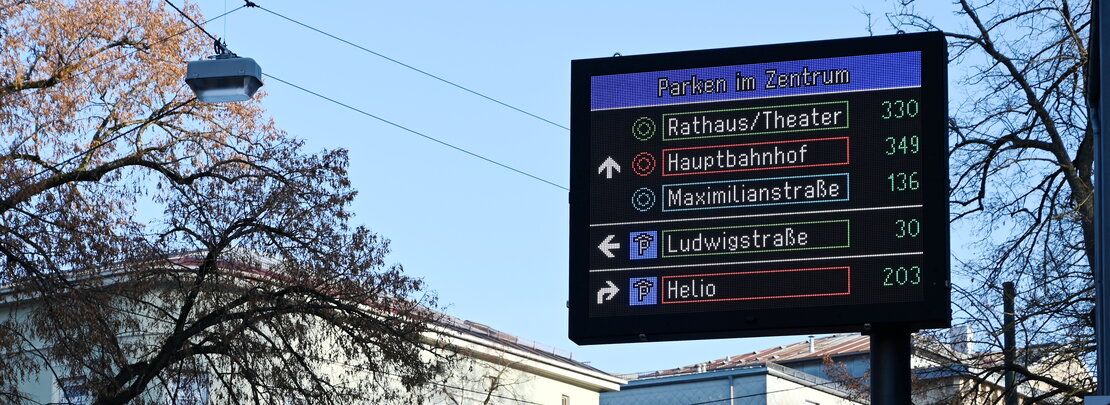 Parken im Zentrum
Rathaus/Theater 330
Hauptbahnhof 349
Maximilianstraße 136
P Ludwigstraße 30
P Helio 203